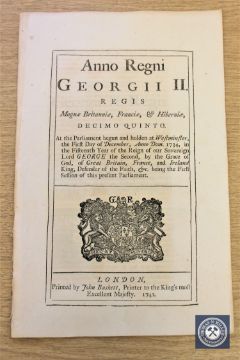 Anno Regni
GEORGII II.
REGIS
Magnæ Britanniæ, Franciæ, & Hiberniæ,
DECIMO QUINTO.
At the Parliament begun and holden at Westminster,
the First Day of December, Anno Dom. 1734, in
the Fifteenth Year of the Reign of our Sovereign
Lord GEORGE the Second, by the Grace of
God, of Great Britain, France, and Ireland
King, Defender of the Faith, &c. being the First
Session of this present Parliament.
G R
LONDON,
Printed by John Baskett, Printer to the King's most
Excellent Majesty. 1742.